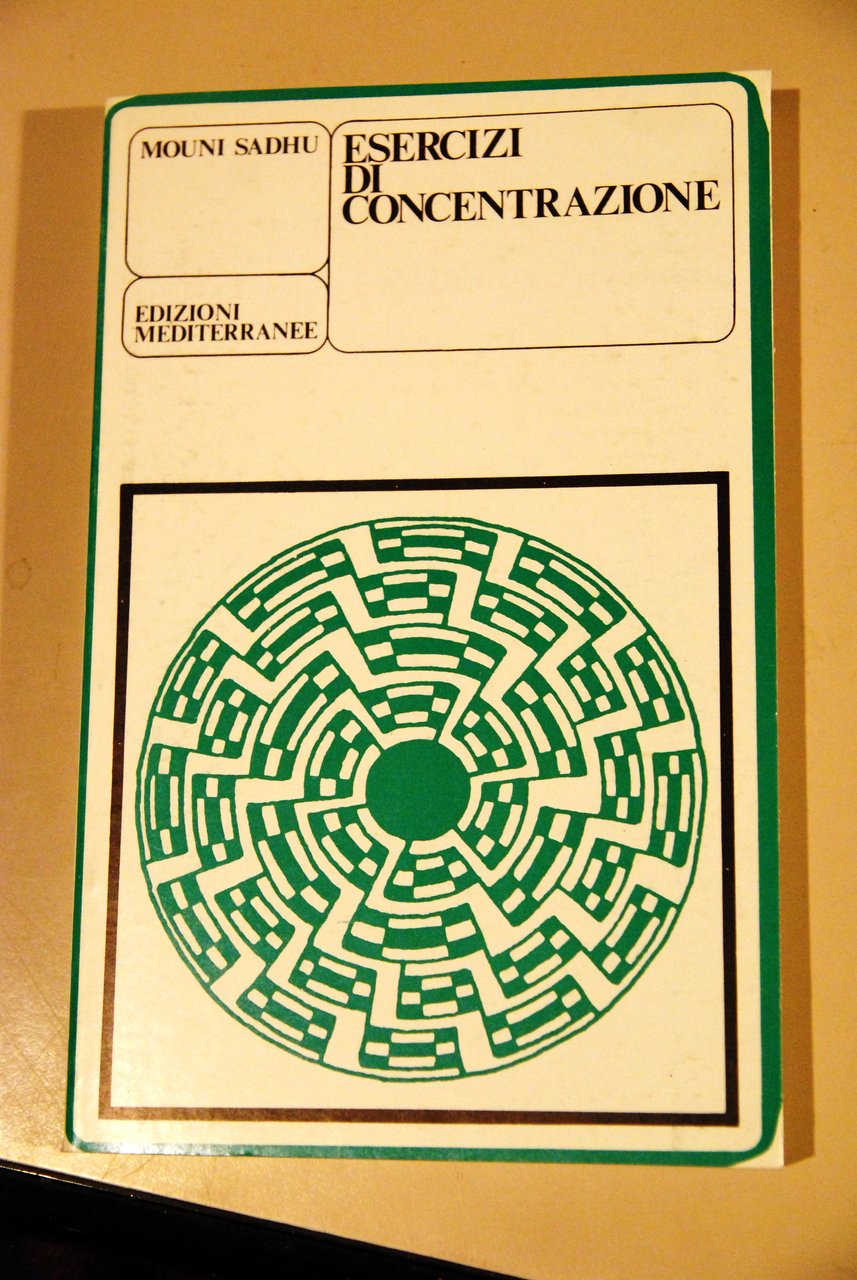 MOUNI SADHU
ESERCIZI
DI
CONCENTRAZIONE
EDIZIONI
MEDITERRANEE